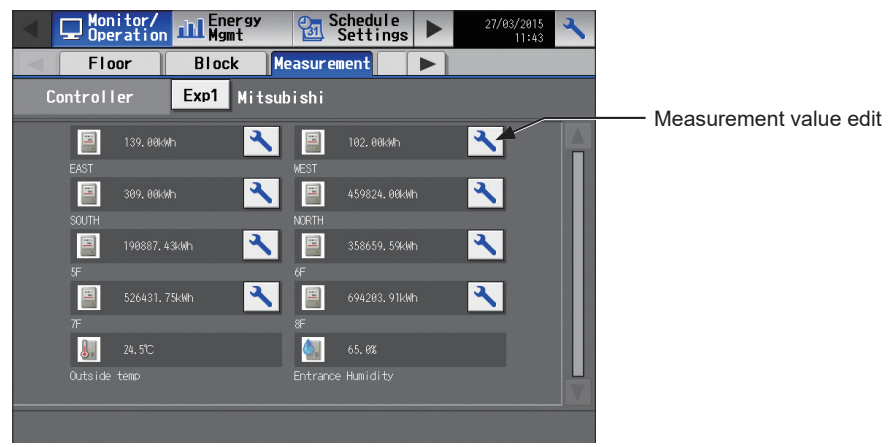 Monitor/ Operation
Energy Mgmt
31
Schedule Settings
27/03/2015
11:43
Floor
Block
Measurement
Controller
Exp1
Mitsubishi
Measurement value edit
139.00kWh
102.00kWh
EAST
WEST
309.00kWh
459824.00kWh
SOUTH
NORTH
190887.43kWh
358659.59kWh
5F
6F
526431.75kWh
694203.91kWh
7F
8F
24.5℃
65.0%
Outside temp
Entrance Humidity